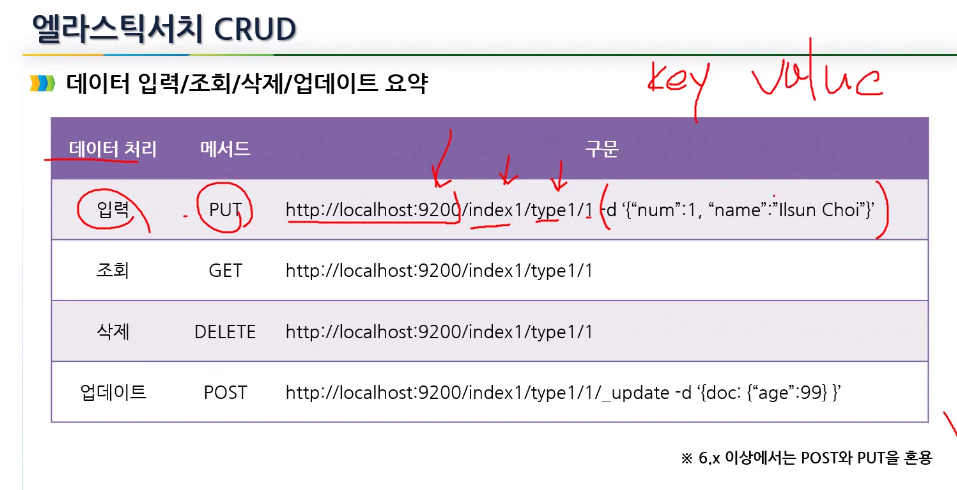 엘라스틱서치 CRUD
데이터 입력/조회/삭제/업데이트 요약
key value
데이터 처리 메서드 구문
입력 PUT http://localhost:9200/index1/type1/1 -d ‘{“num”:1, “name”:”Ilsun Choi”}’
조회 GET http://localhost:9200/index1/type1/1
삭제 DELETE http://localhost:9200/index1/type1/1
업데이트 POST http://localhost:9200/index1/type1/1/_update -d ‘{doc: {“age”:99} }’
※ 6.x 이상에서는 POST와 PUT을 혼용